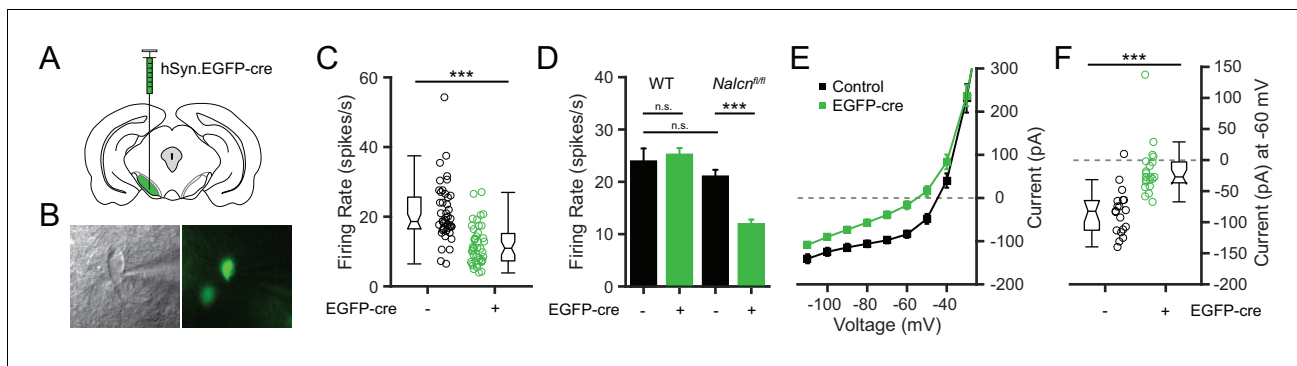 A
hSyn.EGFP-cre
B
C
***
60
40
20
0
Firing Rate (spikes/s)
EGFP-cre
-
+
D
40
30
20
10
0
Firing Rate (spikes/s)
WT
Nalcnfl/fl
n.s.
***
n.s.
EGFP-cre
-
+
-
+
E
Control
EGFP-cre
300
200
100
0
-100
-200
Current (pA)
-100
-80
-60
-40
Voltage (mV)
F
***
-150
-100
-50
0
-50
-100
-150
-200
Current (pA) at -60 mV
-
+
EGFP-cre